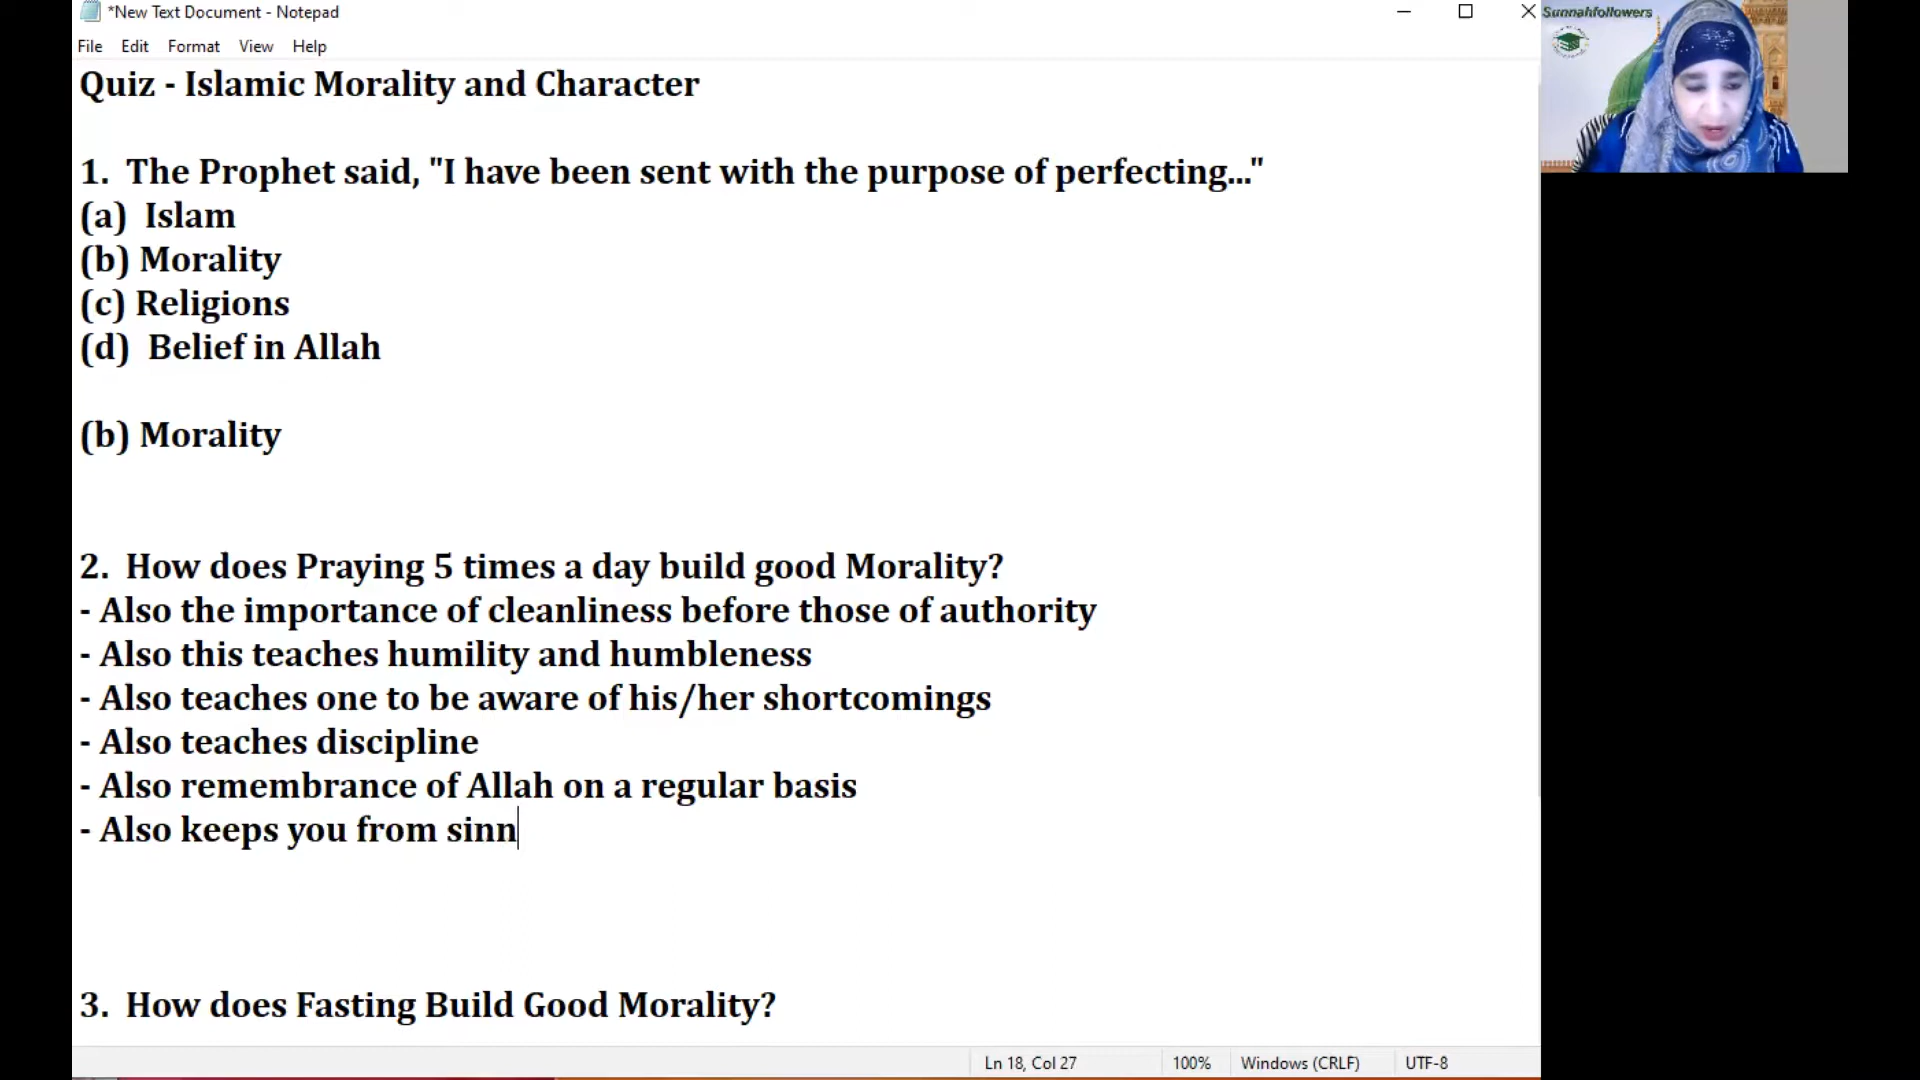 *New Text Document - Notepad
File Edit Format View Help
Quiz - Islamic Morality and Character
1. The Prophet said, "I have been sent with the purpose of perfecting..."
(a) Islam
(b) Morality
(c) Religions
(d) Belief in Allah
(b) Morality
2. How does Praying 5 times a day build good Morality?
- Also the importance of cleanliness before those of authority
- Also this teaches humility and humbleness
- Also teaches one to be aware of his/her shortcomings
- Also teaches discipline
- Also remembrance of Allah on a regular basis
- Also keeps you from sinn
3. How does Fasting Build Good Morality?
Ln 18, Col 27 100% Windows (CRLF) UTF-8
Sunnahfollowers